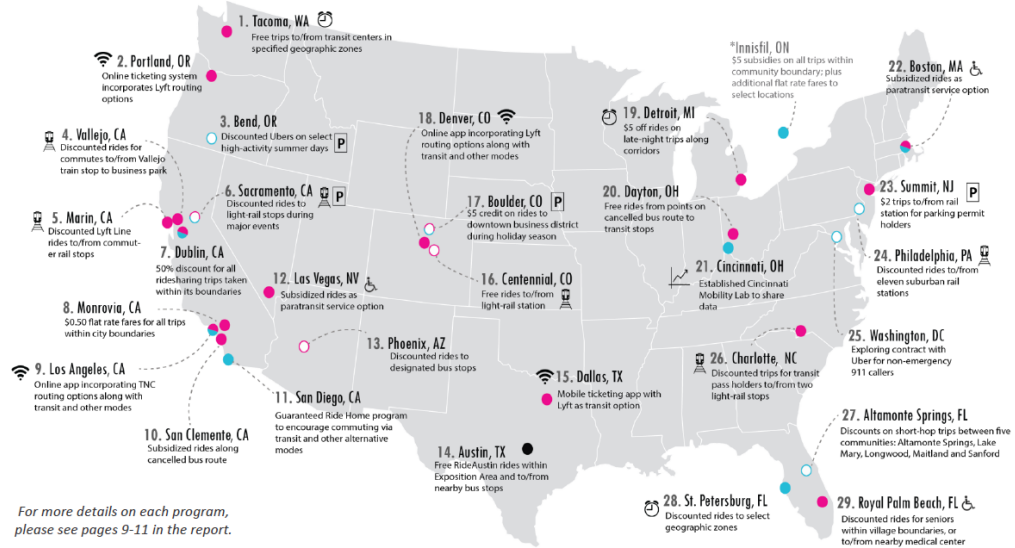 1. Tacoma, WA
Free trips to/from transit centers in
specified geographic zones
2. Portland, OR
Online ticketing system
incorporates Lyft routing
options
3. Bend, OR
Discounted Ubers on select
high-activity summer days
P
4. Vallejo, CA
Discounted rides for
commutes to/from Vallejo
train stop to business park
5. Marin, CA
Discounted Lyft Line
rides to/from commut-
er rail stops
6. Sacramento, CA
P
Discounted rides to
light-rail stops during
major events
7. Dublin, CA
50% discount for all
ridesharing trips taken
within its boundaries
8. Monrovia, CA
$0.50 flat rate fares for all trips
within city boundaries
9. Los Angeles, CA
Online app incorporating TNC
routing options along with
transit and other modes
10. San Clemente, CA
Subsidized rides along
cancelled bus route
11. San Diego, CA
Guaranteed Ride Home program
to encourage commuting via
transit and other alternative
modes
12. Las Vegas, NV
Subsidized rides as
paratransit service option
13. Phoenix, AZ
Discounted rides to
designated bus stops
14. Austin, TX
Free RideAustin rides within
Exposition Area and to/from
nearby bus stops
15. Dallas, TX
Mobile ticketing app with
Lyft as transit option
16. Centennial, CO
Free rides to/from
light-rail station
17. Boulder, CO
P
$5 credit on rides to
downtown business district
during holiday season
18. Denver, CO
Online app incorporating Lyft
routing options along with
transit and other modes
19. Detroit, MI
$5 off rides on
late-night trips along
corridors
20. Dayton, OH
Free rides from points on
cancelled bus route to
transit stops
21. Cincinnati, OH
Established Cincinnati
Mobility Lab to share
data
*Innisfil, ON
$5 subsidies on all trips within
community boundary; plus
additional flat rate fares to
select locations
22. Boston, MA
Subsidized rides as
paratransit service option
23. Summit, NJ
P
$2 trips to/from rail
station for parking permit
holders
24. Philadelphia, PA
Discounted rides to/from
eleven suburban rail
stations
25. Washington, DC
Exploring contract with
Uber for non-emergency
911 callers
26. Charlotte, NC
Discounted trips for transit
pass holders to/from two
light-rail stops
27. Altamonte Springs, FL
Discounts on short-hop trips between five
communities: Altamonte Springs, Lake
Mary, Longwood, Maitland and Sanford
28. St. Petersburg, FL
Discounted rides to select
geographic zones
29. Royal Palm Beach, FL
Discounted rides for seniors
within village boundaries, or
to/from nearby medical center
For more details on each program,
please see pages 9-11 in the report.